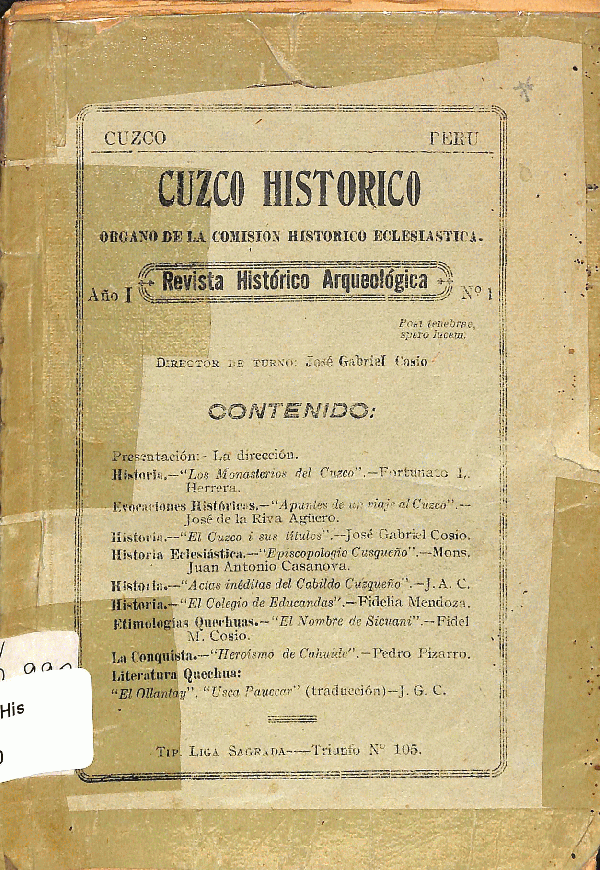 CUZCO PERU
CUZCO HISTORICO
ORGANO DE LA COMISION HISTORICO ECLESIASTICA.
Año I Revista Histórico Arqueológica Nº 1
Post tenebrae,
spero lucem.
DIRECTOR DE TURNO: José Gabriel Cosio
CONTENIDO:
Presentación:- La dirección.
Historia.—"Los Monasterios del Cuzco".—Fortunato L.
Herrera.
Evocaciones Históricas.—"Apuntes de un viaje al Cuzco".—
José de la Riva Agüero.
Historia.—"El Cuzco i sus títulos".—José Gabriel Cosio.
Historia Eclesiástica.—"Episcopologio Cusqueño".—Mons.
Juan Antonio Casanova.
Historia.—"Actas inéditas del Cabildo Cuzqueño".—J. A. C.
Historia.—"El Colegio de Educandas".—Fidelia Mendoza.
Etimologías Quechuas.—"El Nombre de Sicuani".—Fidel
M. Cosio.
La Conquista.—"Heroísmo de Cahuide".—Pedro Pizarro.
Literatura Quechua:
"El Ollantay". "Usca Paucar" (traducción)—J. G. C.
TIP. LIGA SAGRADA——Triunfo Nº 105.
His